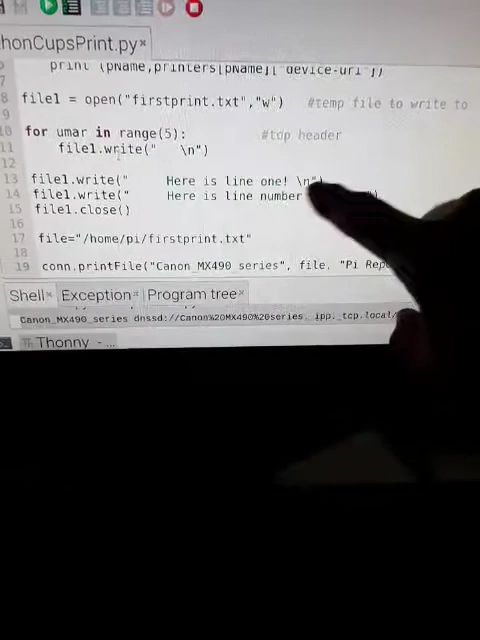 honCupsPrint.py×
print (pName,printers[pName]["device-uri"])
7
8 file1 = open("firstprint.txt","w") #temp file to write to
9
10 for umar in range(5): #top header
11 file1.write(" \n")
12
13 file1.write(" Here is line one! \n")
14 file1.write(" Here is line number
15 file1.close()
16
17 file="/home/pi/firstprint.txt"
18
19 conn.printFile("Canon_MX490_series", file, "Pi
Shell× Exception× Program tree×
Canon_MX490_series dnssd://Canon%20MX490%20series._ipp._tcp.local/
Thonny - ...